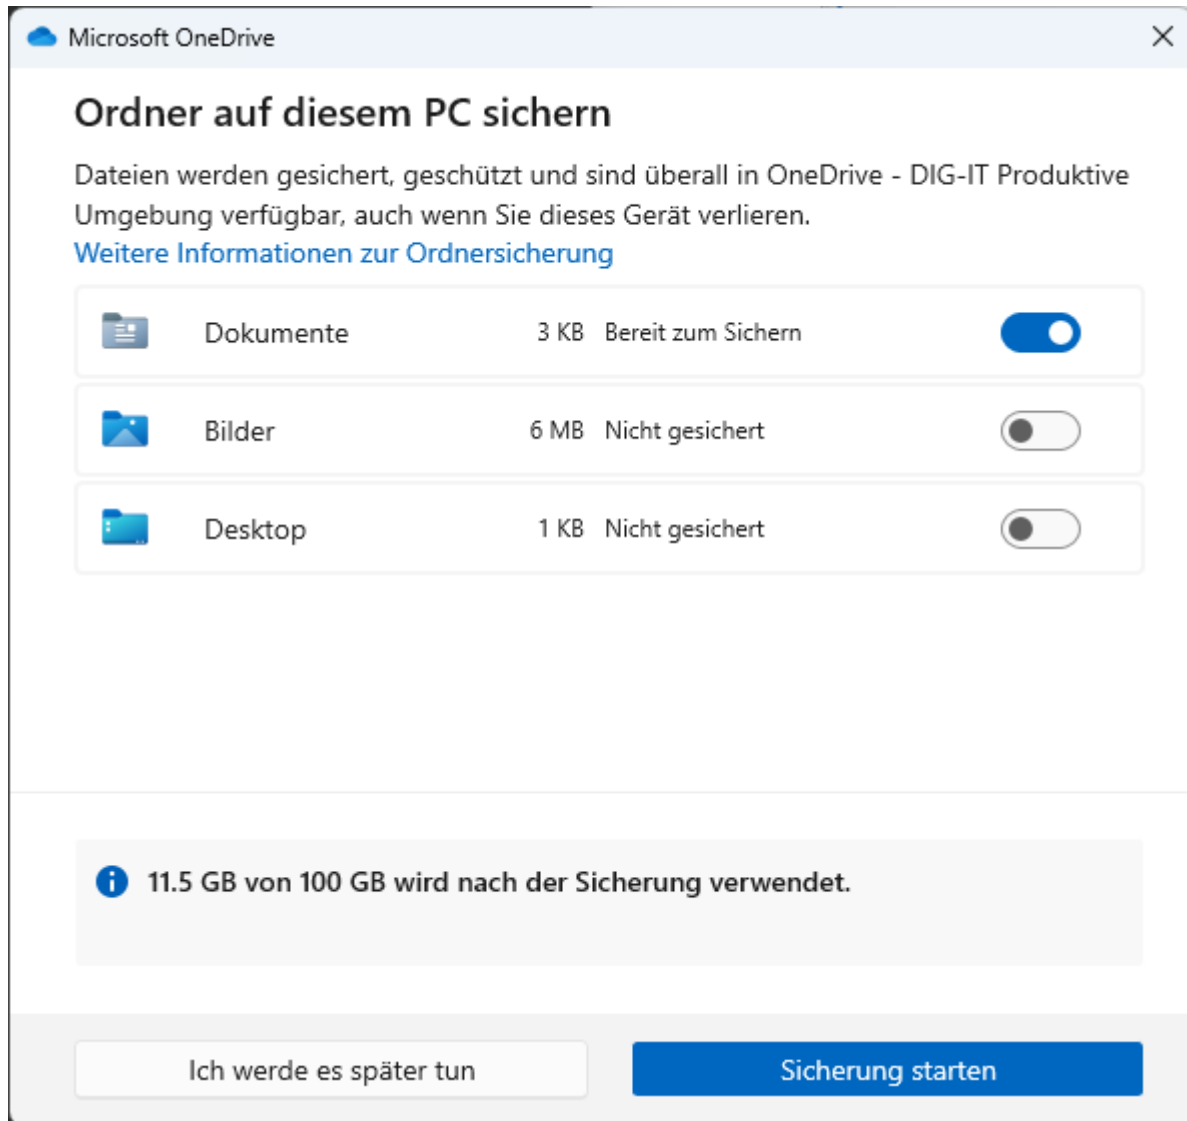 Microsoft OneDrive
Ordner auf diesem PC sichern
Dateien werden gesichert, geschützt und sind überall in OneDrive - DIG-IT Produktive
Umgebung verfügbar, auch wenn Sie dieses Gerät verlieren.
Weitere Informationen zur Ordnersicherung
Dokumente 3 KB Bereit zum Sichern
Bilder 6 MB Nicht gesichert
Desktop 1 KB Nicht gesichert
11.5 GB von 100 GB wird nach der Sicherung verwendet.
Ich werde es später tun Sicherung starten